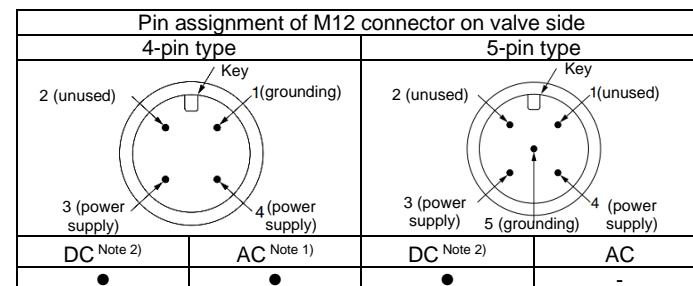 Pin assignment of M12 connector on valve side
4-pin type
5-pin type
Key
2 (unused)
1(grounding)
3 (power
supply)
4 (power
supply)
Key
2 (unused)
1(unused)
3 (power
supply)
5 (grounding)
4 (power
supply)
DC Note 2)
AC Note 1)
DC Note 2)
AC
● ● ● -